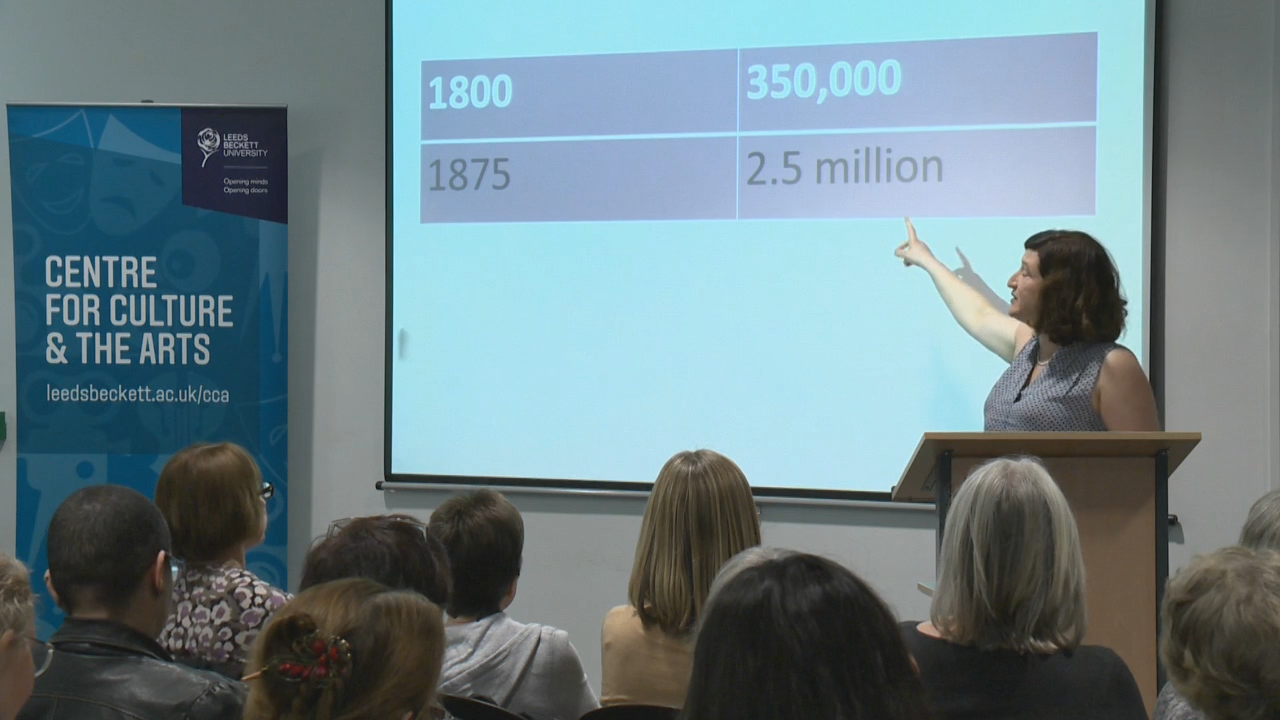 LEEDS
BECKETT
UNIVERSITY
Opening minds
Opening doors
CENTRE
FOR CULTURE
& THE ARTS
leedsbeckett.ac.uk/cca
1800 350,000
1875 2.5 million